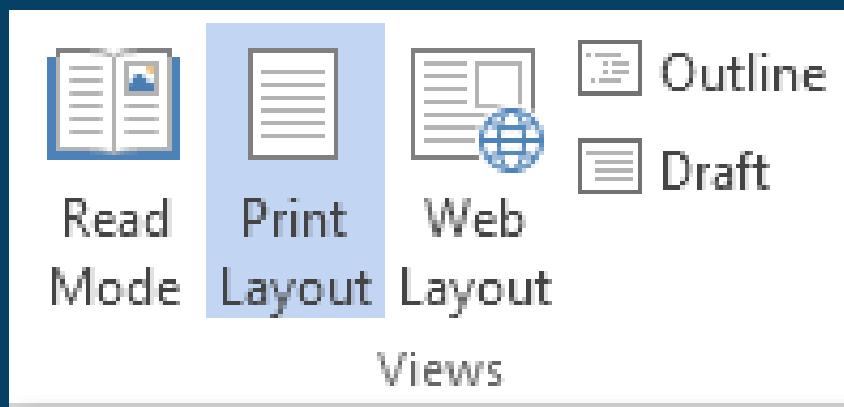 Read
Mode
Print
Layout
Web
Layout
Outline
Draft
Views